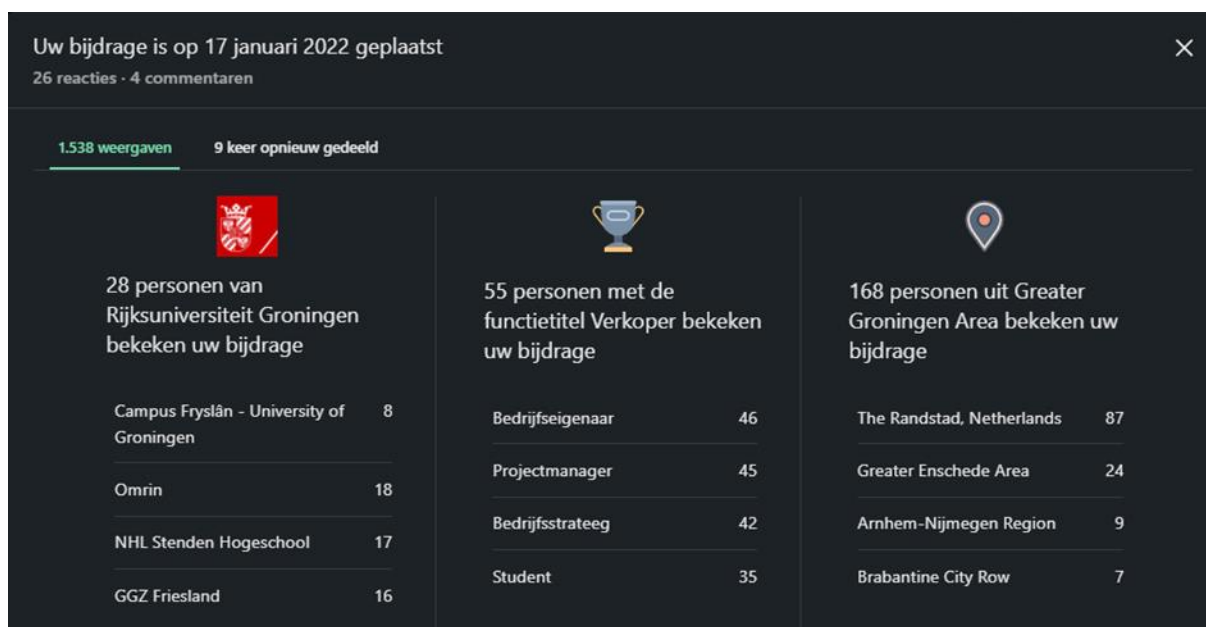 Uw bijdrage is op 17 januari 2022 geplaatst
26 reacties · 4 commentaren
1.538 weergaven
9 keer opnieuw gedeeld
28 personen van
Rijksuniversiteit Groningen
bekeken uw bijdrage
Campus Fryslân - University of
Groningen
8
Omrin 18
NHL Stenden Hogeschool 17
GGZ Friesland 16
55 personen met de
functietitel Verkoper bekeken
uw bijdrage
Bedrijfseigenaar 46
Projectmanager 45
Bedrijfsstrateeg 42
Student 35
168 personen uit Greater
Groningen Area bekeken uw
bijdrage
The Randstad, Netherlands 87
Greater Enschede Area 24
Arnhem-Nijmegen Region 9
Brabantine City Row 7